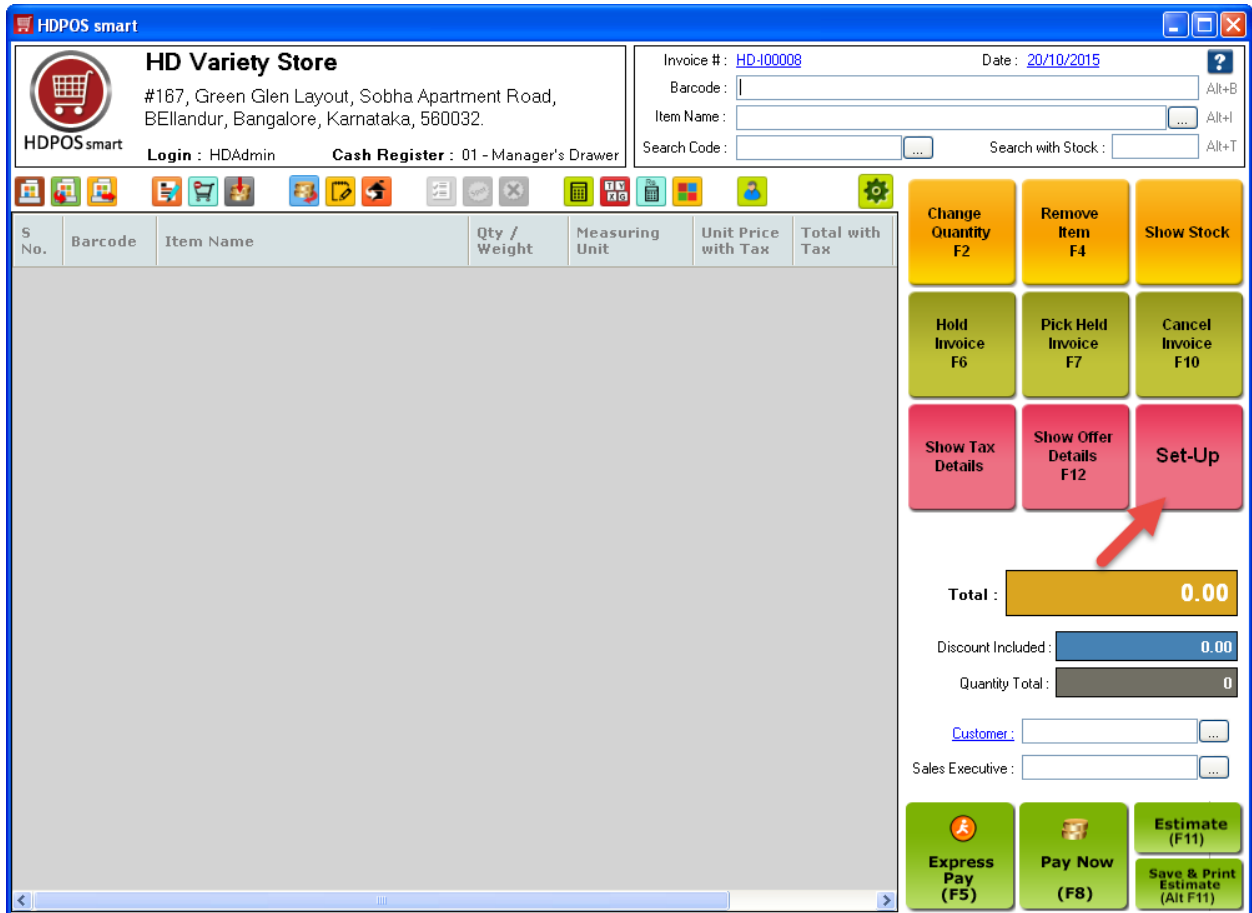 HDPOS smart
HD Variety Store
#167, Green Glen Layout, Sobha Apartment Road,
BEllandur, Bangalore, Karnataka, 560032.
HDPOS smart
Login : HDAdmin Cash Register : 01 - Manager's Drawer
Invoice # : HD-I00008 Date : 20/10/2015 ?
Barcode : Alt+B
Item Name : ... Alt+I
Search Code : ... Search with Stock : Alt+T
S No. Barcode Item Name Qty / Weight Measuring Unit Unit Price with Tax Total with Tax
Change
Quantity
F2
Remove
Item
F4
Show Stock
Hold
Invoice
F6
Pick Held
Invoice
F7
Cancel
Invoice
F10
Show Tax
Details
Show Offer
Details
F12
Set-Up
Total : 0.00
Discount Included : 0.00
Quantity Total : 0
Customer : ...
Sales Executive : ...
Express
Pay
(F5)
Pay Now
(F8)
Estimate
(F11)
Save & Print
Estimate
(Alt F11)